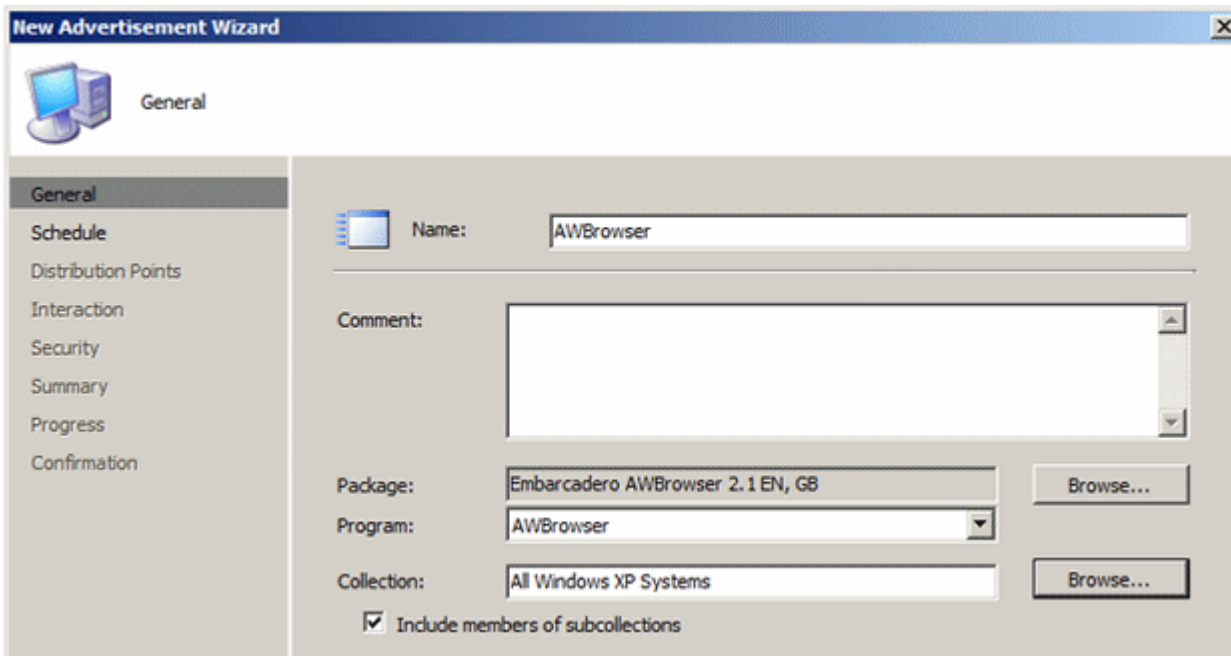 New Advertisement Wizard
General
General
Schedule
Distribution Points
Interaction
Security
Summary
Progress
Confirmation
Name: AWBrowser
Comment:
Package: Embarcadero AWBrowser 2.1 EN, GB Browse...
Program: AWBrowser
Collection: All Windows XP Systems Browse...
Include members of subcollections